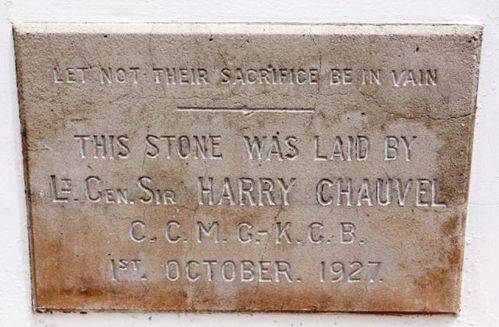 LET NOT THEIR SACRIFICE BE IN VAIN
THIS STONE WAS LAID BY
LT. GEN. SIR HARRY CHAUVEL
C. C. M. G.-K. C. B.
1ST. OCTOBER. 1927.